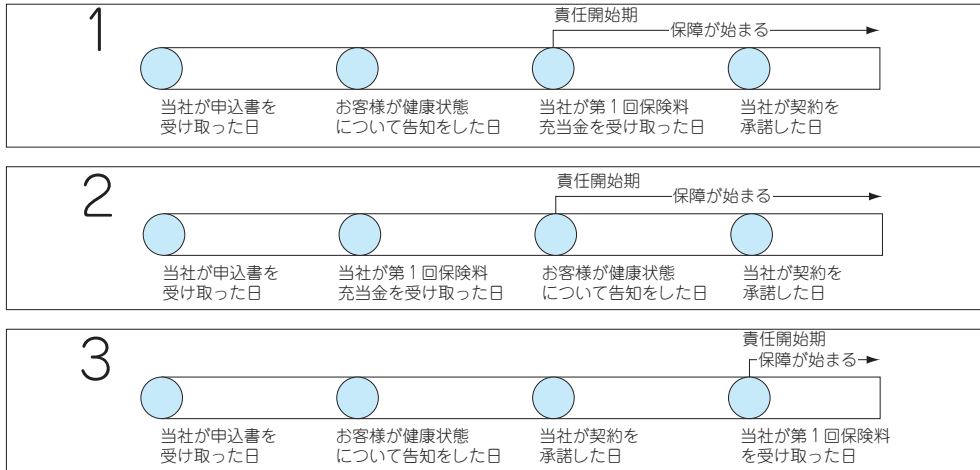 1
責任開始期
保障が始まる
当社が申込書を
受け取った日
お客様が健康状態
について告知をした日
当社が第1回保険料
充当金を受け取った日
当社が契約を
承諾した日
2
責任開始期
保障が始まる
当社が申込書を
受け取った日
当社が第1回保険料
充当金を受け取った日
お客様が健康状態
について告知をした日
当社が契約を
承諾した日
3
責任開始期
保障が始まる
当社が申込書を
受け取った日
お客様が健康状態
について告知をした日
当社が契約を
承諾した日
当社が第1回保険料
を受け取った日